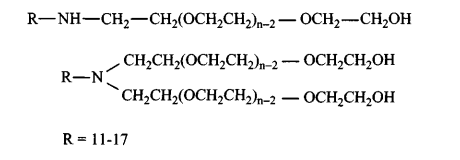 R—NH—CH₂—CH₂(OCH₂CH₂)n–2—OCH₂—CH₂OH
CH₂CH₂(OCH₂CH₂)n–2—OCH₂CH₂OH
R—N
CH₂CH₂(OCH₂CH₂)n–2—OCH₂CH₂OH
R = 11-17